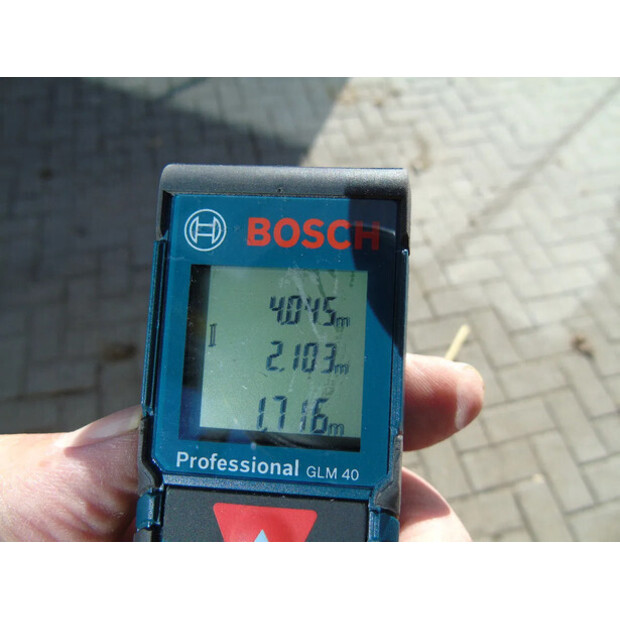 BOSCH
4.045m
2.103m
1.716m
Professional GLM 40